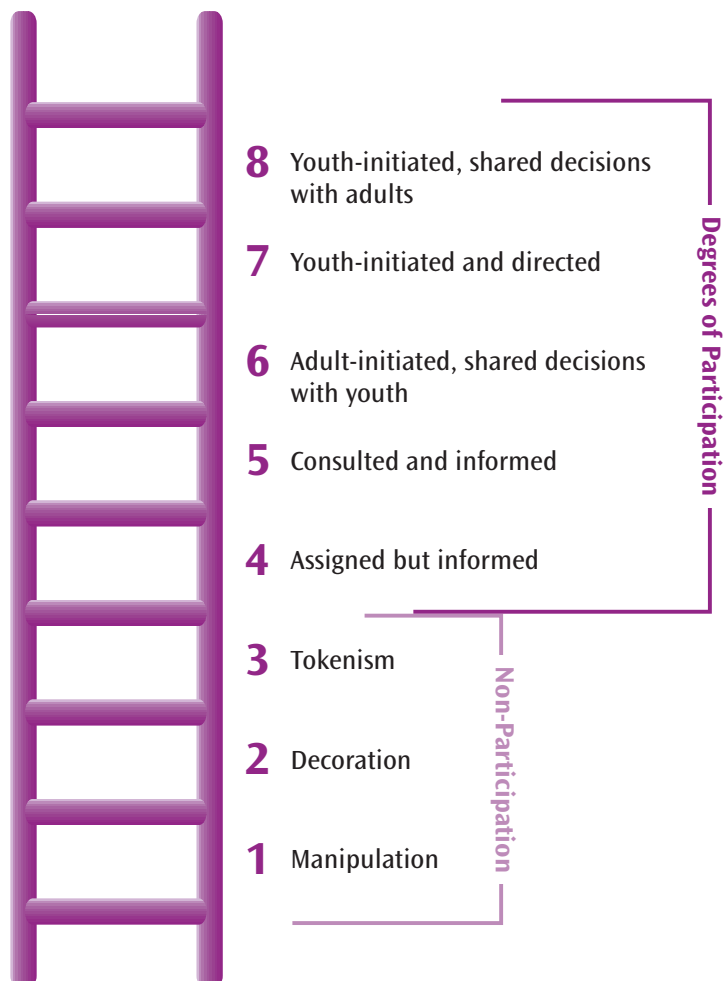 8 Youth-initiated, shared decisions
with adults
7 Youth-initiated and directed
6 Adult-initiated, shared decisions
with youth
5 Consulted and informed
4 Assigned but informed
Degrees of Participation
3 Tokenism
2 Decoration
1 Manipulation
Non-Participation